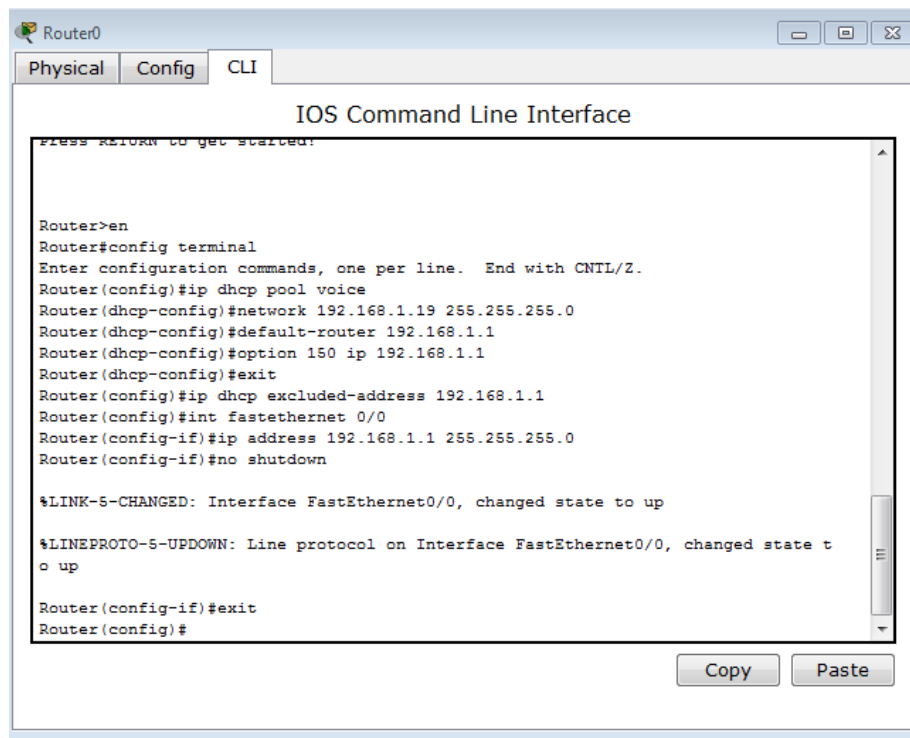 Router0
Physical Config CLI
IOS Command Line Interface
Press RETURN to get started!
Router>en
Router#config terminal
Enter configuration commands, one per line.  End with CNTL/Z.
Router(config)#ip dhcp pool voice
Router(dhcp-config)#network 192.168.1.19 255.255.255.0
Router(dhcp-config)#default-router 192.168.1.1
Router(dhcp-config)#option 150 ip 192.168.1.1
Router(dhcp-config)#exit
Router(config)#ip dhcp excluded-address 192.168.1.1
Router(config)#int fastethernet 0/0
Router(config-if)#ip address 192.168.1.1 255.255.255.0
Router(config-if)#no shutdown
%LINK-5-CHANGED: Interface FastEthernet0/0, changed state to up
%LINEPROTO-5-UPDOWN: Line protocol on Interface FastEthernet0/0, changed state t
o up
Router(config-if)#exit
Router(config)#
Copy Paste